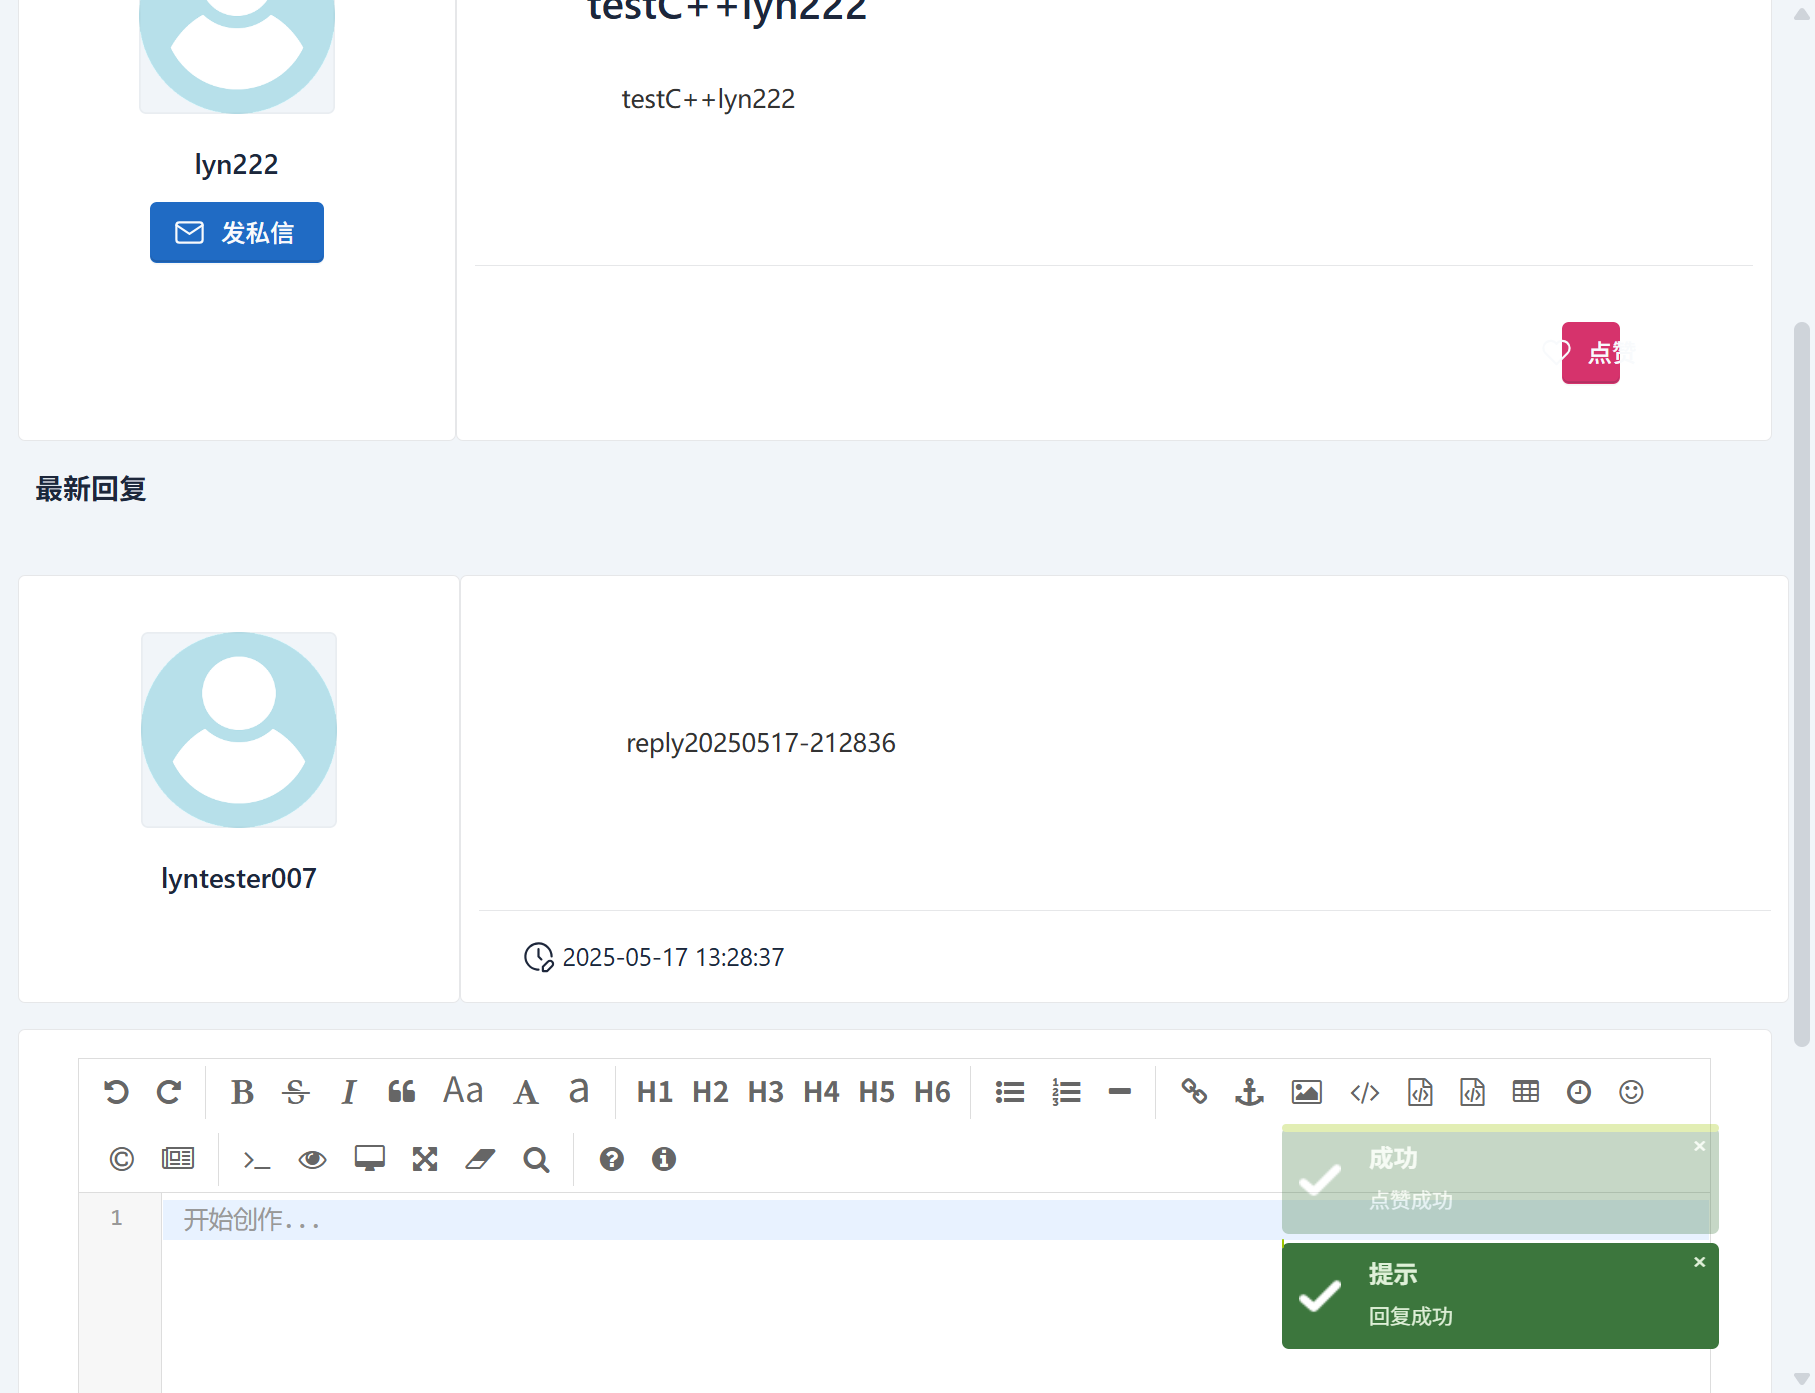 testC++lyn222
testC++lyn222
lyn222
发私信
点赞
最新回复
reply20250517-212836
lyntester007
2025-05-17 13:28:37
B S I Aa A a H1 H2 H3 H4 H5 H6
1 开始创作...
成功
点赞成功
提示
回复成功